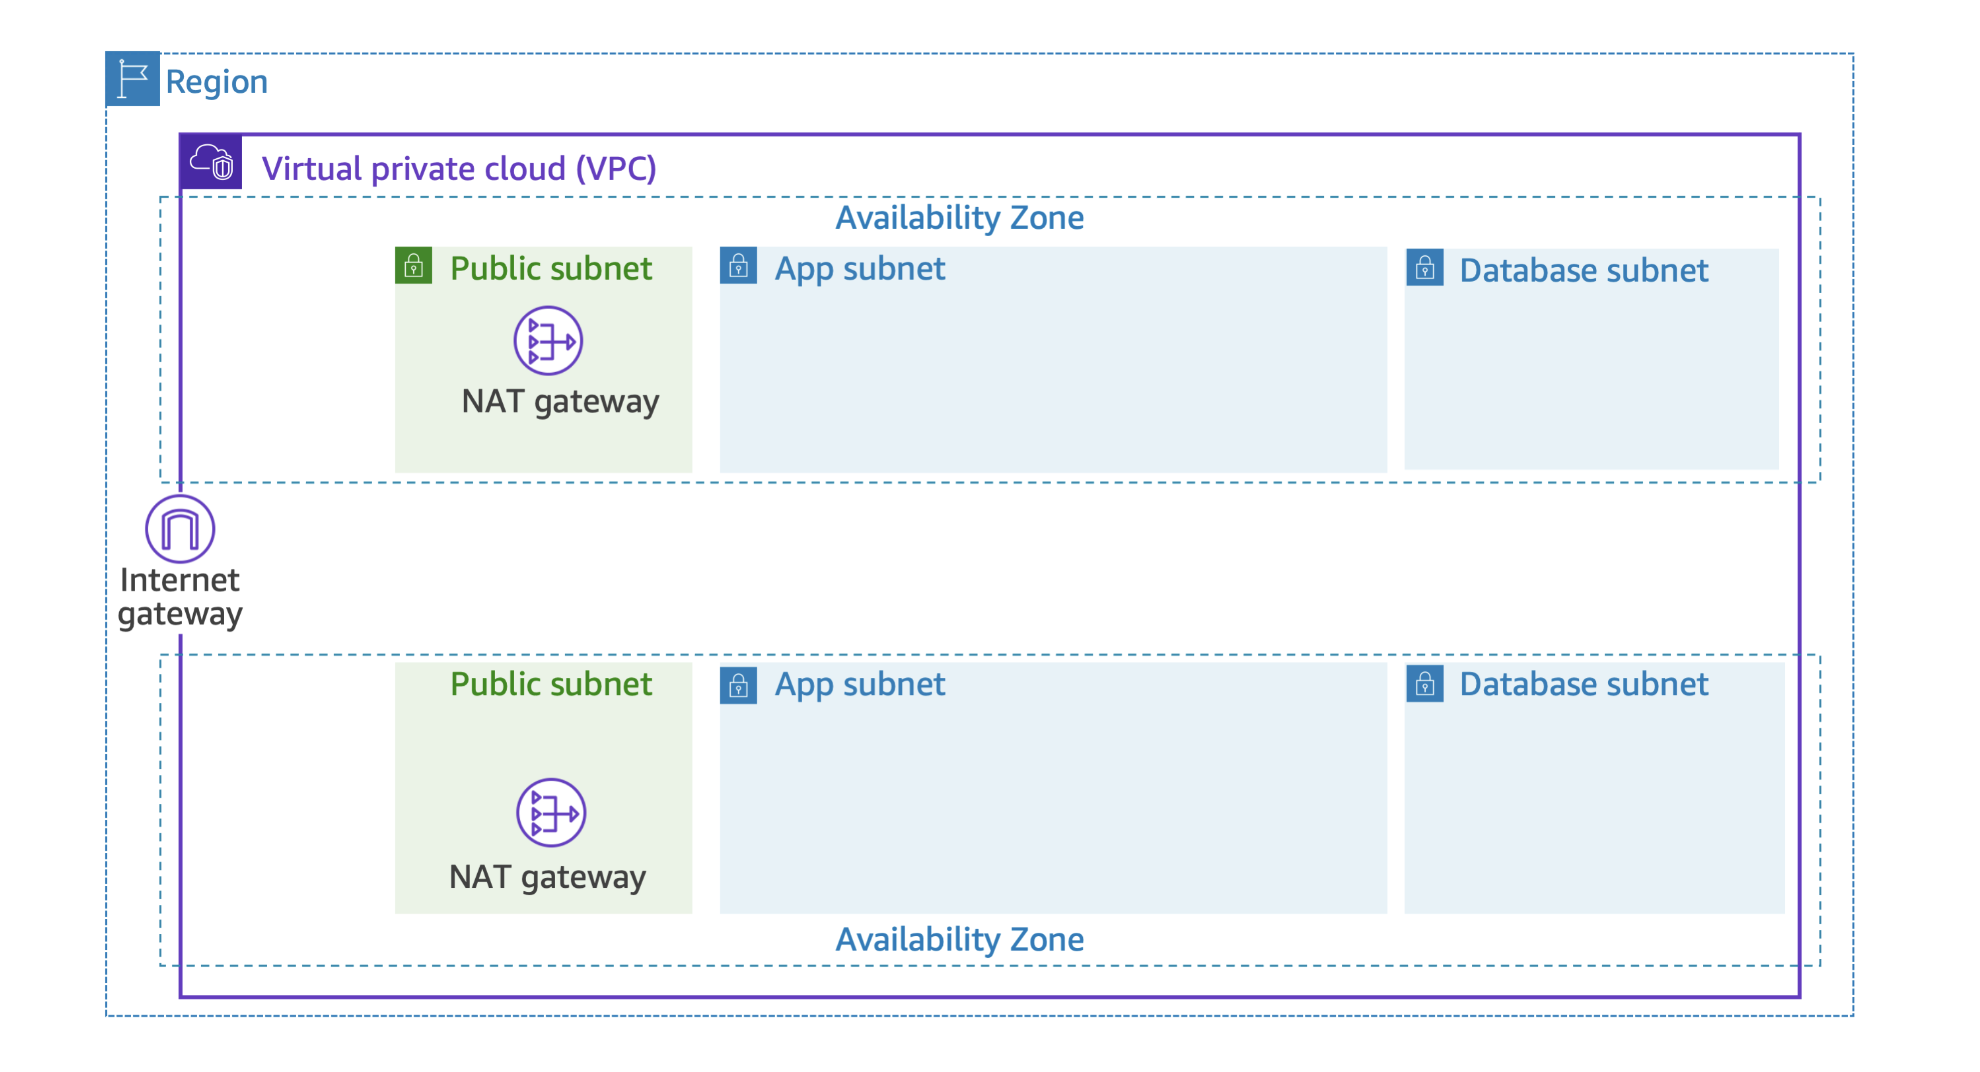 Region
Virtual private cloud (VPC)
Availability Zone
Public subnet
App subnet
Database subnet
NAT gateway
Internet
gateway
Public subnet
App subnet
Database subnet
NAT gateway
Availability Zone